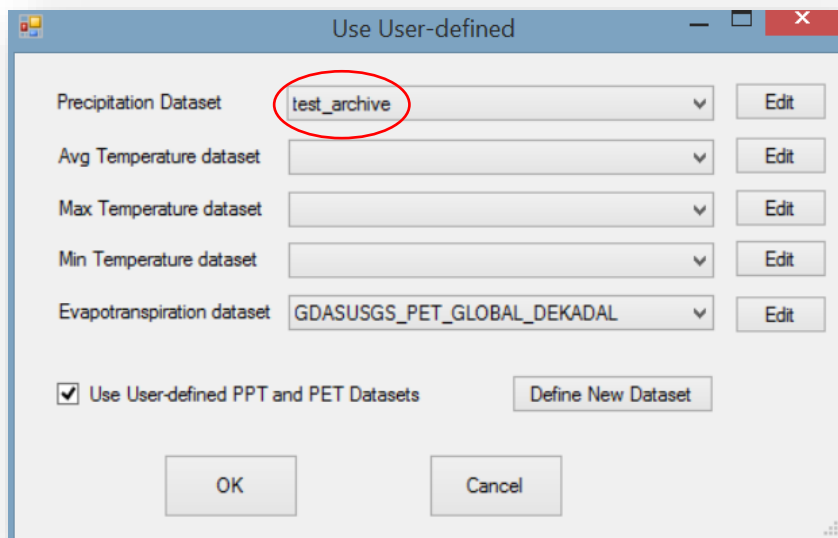 Use User-defined
Precipitation Dataset test_archive Edit
Avg Temperature dataset Edit
Max Temperature dataset Edit
Min Temperature dataset Edit
Evapotranspiration dataset GDASUSGS_PET_GLOBAL_DEKADAL Edit
Use User-defined PPT and PET Datasets Define New Dataset
OK Cancel